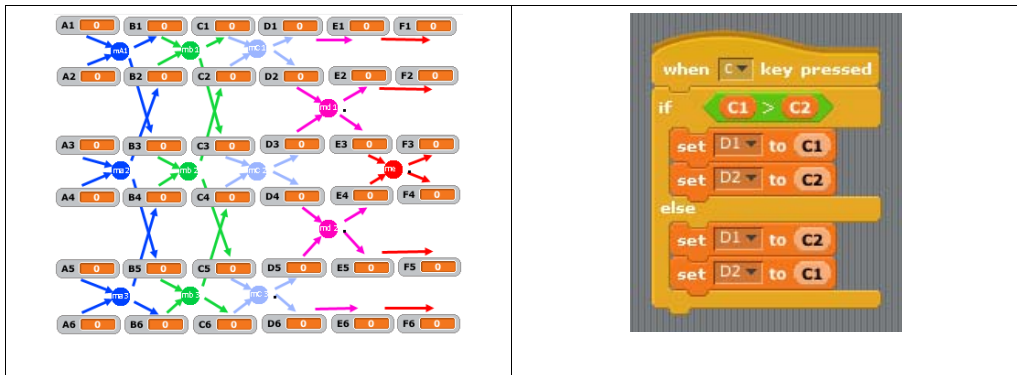 A1 0 B1 0 C1 0 D1 0 E1 0 F1 0
mA1 mb1 mC1
A2 0 B2 0 C2 0 D2 0 E2 0 F2 0
md1
A3 0 B3 0 C3 0 D3 0 E3 0 F3 0
ma2 mb2 mC2 me
A4 0 B4 0 C4 0 D4 0 E4 0 F4 0
md2
A5 0 B5 0 C5 0 D5 0 E5 0 F5 0
ma3 mb3 mC3
A6 0 B6 0 C6 0 D6 0 E6 0 F6 0
when c key pressed
if C1 > C2
set D1 to C1
set D2 to C2
else
set D1 to C2
set D2 to C1